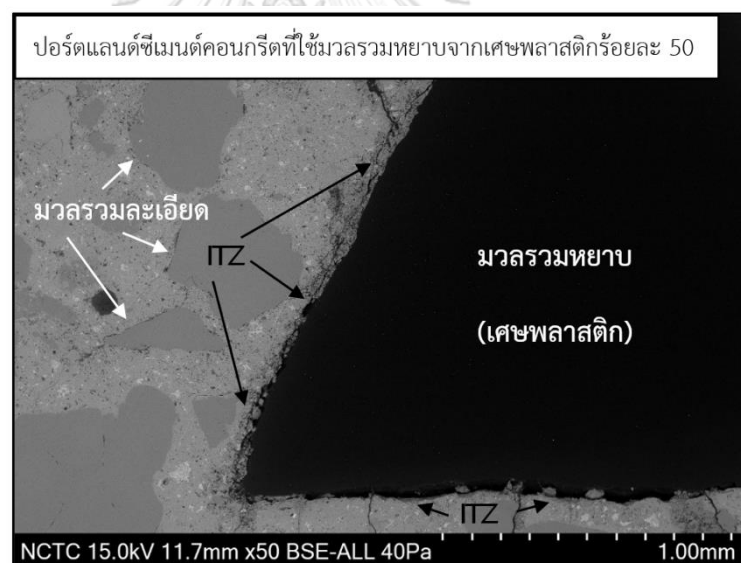 ปอร์ตแลนด์ซีเมนต์คอนกรีตที่ใช้มวลรวมหยาบจากเศษพลาสติกร้อยละ 50
มวลรวมละเอียด
ITZ
มวลรวมหยาบ
(เศษพลาสติก)
ITZ
NCTC 15.0kV 11.7mm x50 BSE-ALL 40Pa 1.00mm